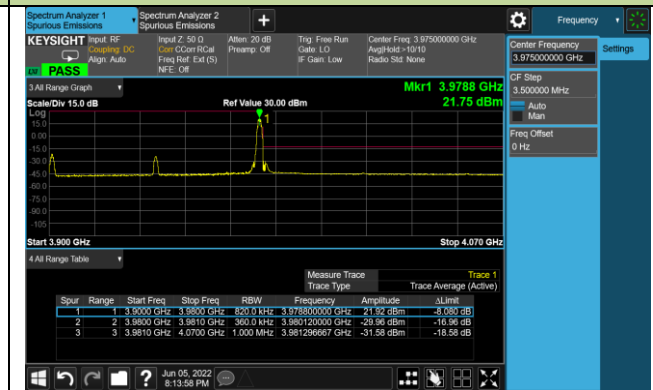 Spectrum Analyzer 1
Spurious Emissions
Spectrum Analyzer 2
Spurious Emissions
+
Frequency
KEYSIGHT
Input: RF
Coupling: DC
Align: Auto
Input Z: 50 Ω
Corr CCorr RCal
Freq Ref: Ext (S)
NFE: Off
Atten: 20 dB
Preamp: Off
Trig: Free Run
Gate: LO
IF Gain: Low
Center Freq: 3.975000000 GHz
Avg|Hold:>10/10
Radio Std: None
LW PASS
Center Frequency
3.975000000 GHz
Settings
CF Step
3.500000 MHz
Auto
Man
Freq Offset
0 Hz
3 All Range Graph
Mkr1 3.9788 GHz
Scale/Div 15.0 dB
Ref Value 30.00 dBm
21.75 dBm
Log
15.0
0.00
-15.0
-30.0
-45.0
-60.0
-75.0
-90.0
-105
1
Start 3.900 GHz
Stop 4.070 GHz
4 All Range Table
Measure Trace Trace 1
Trace Type Trace Average (Active)
Spur Range Start Freq Stop Freq RBW Frequency Amplitude ΔLimit
1 1 3.9000 GHz 3.9800 GHz 820.0 kHz 3.978800000 GHz 21.92 dBm -8.080 dB
2 2 3.9800 GHz 3.9810 GHz 360.0 kHz 3.980120000 GHz -29.96 dBm -16.96 dB
3 3 3.9810 GHz 4.0700 GHz 1.000 MHz 3.981296667 GHz -31.58 dBm -18.58 dB
?
Jun 05, 2022
8:13:58 PM